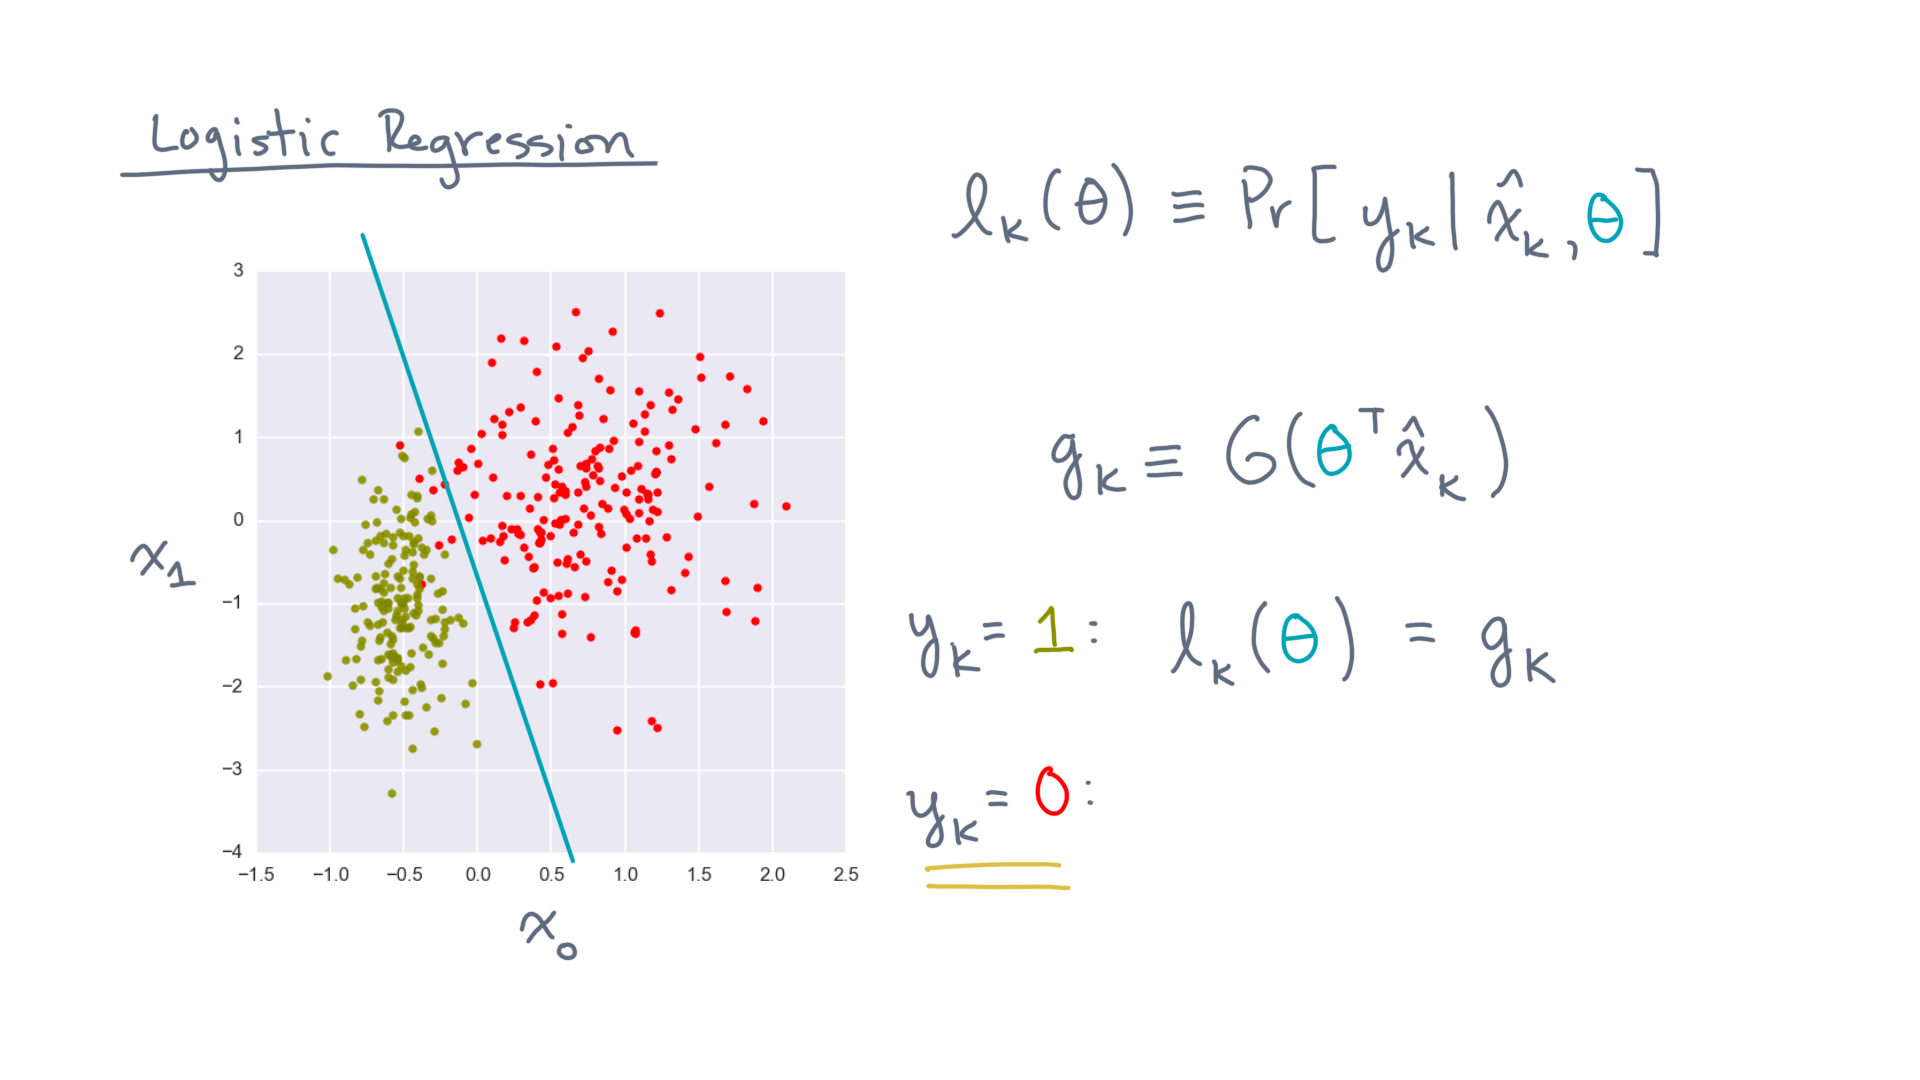 Logistic Regression
l_k(θ) ≡ Pr[ y_k | x̂_k, θ ]
g_k ≡ G(θ^T x̂_k)
y_k = 1: l_k(θ) = g_k
y_k = 0:
3
2
1
0
−1
−2
−3
−4
x_1
−1.5 −1.0 −0.5 0.0 0.5 1.0 1.5 2.0 2.5
x_0